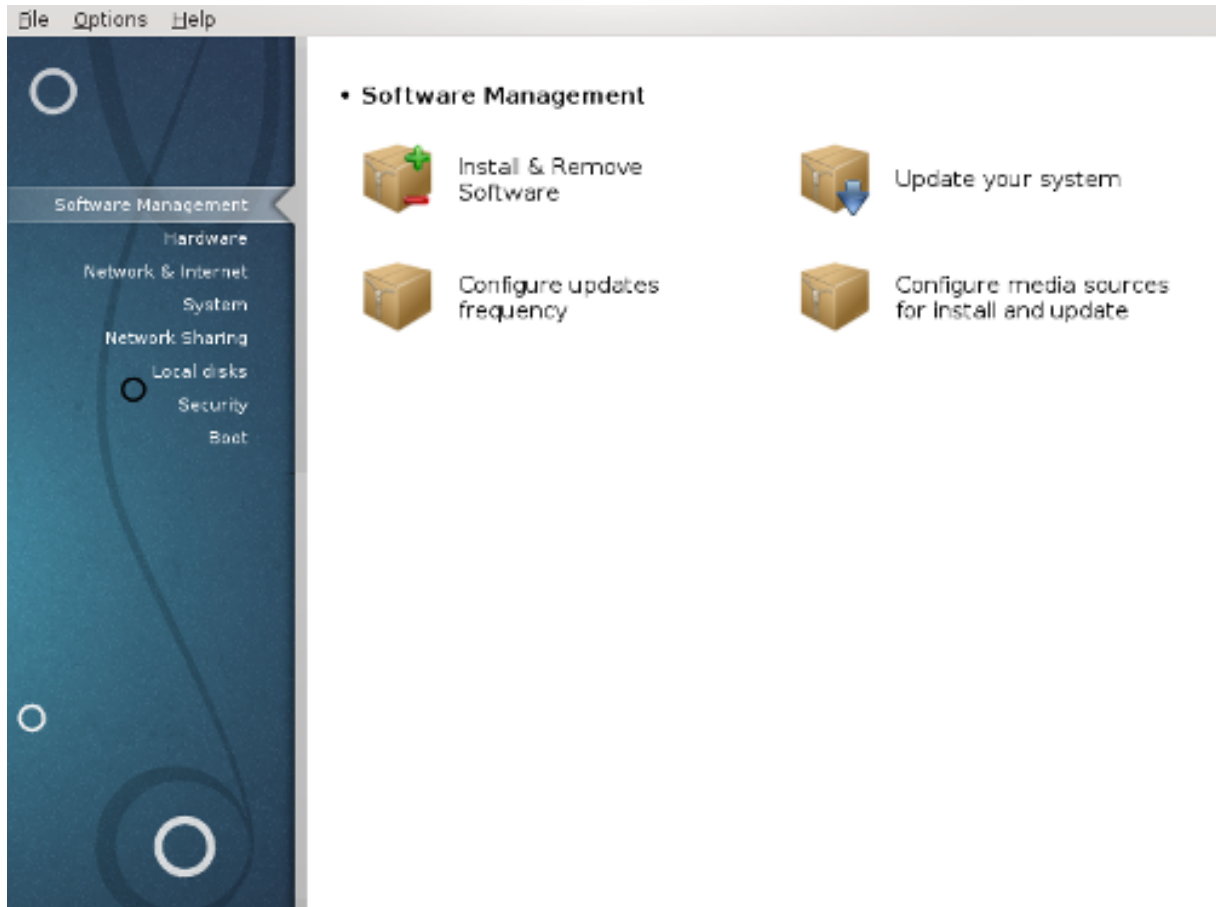 File Options Help
• Software Management
Install & Remove
Software
Update your system
Configure updates
frequency
Configure media sources
for install and update
Software Management
Hardware
Network & Internet
System
Network Sharing
Local disks
Security
Boot